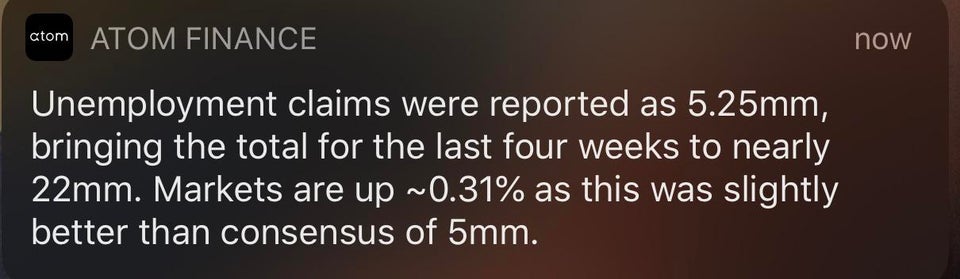 atom ATOM FINANCE now
Unemployment claims were reported as 5.25mm,
bringing the total for the last four weeks to nearly
22mm. Markets are up ~0.31% as this was slightly
better than consensus of 5mm.